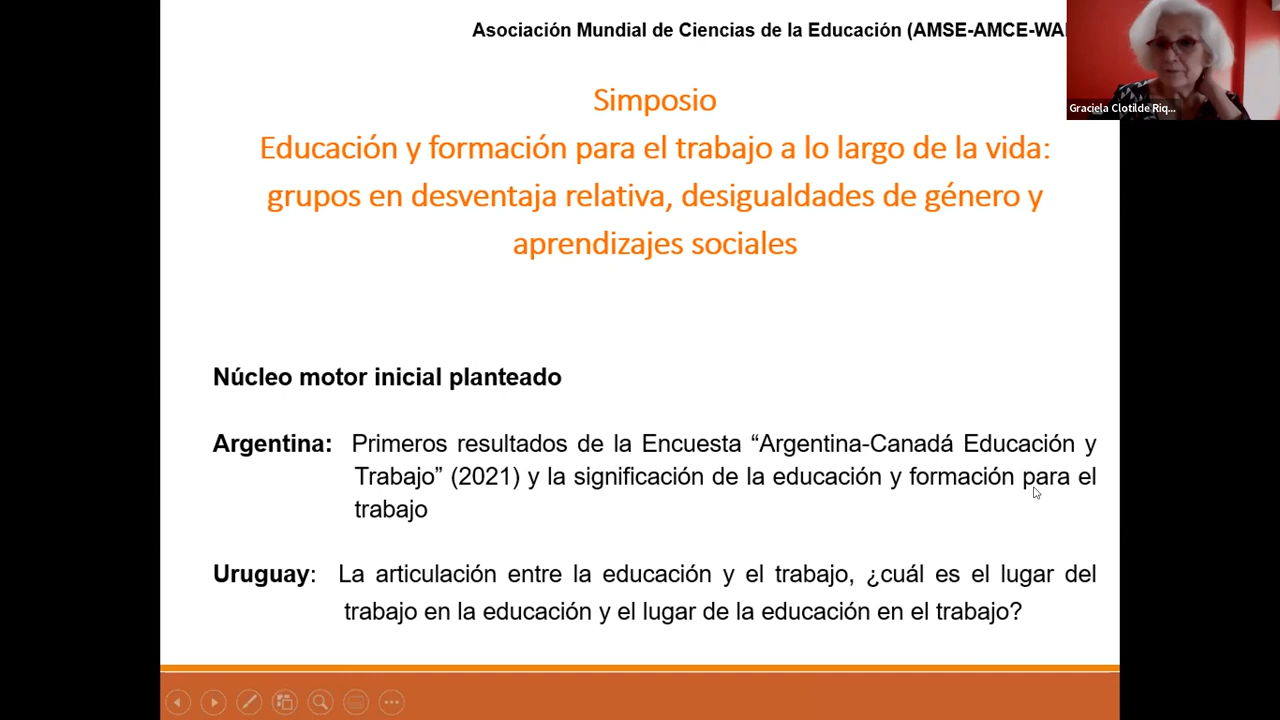 Asociación Mundial de Ciencias de la Educación (AMSE-AMCE-WA
Graciela Clotilde Riq...
Simposio
Educación y formación para el trabajo a lo largo de la vida:
grupos en desventaja relativa, desigualdades de género y
aprendizajes sociales
Núcleo motor inicial planteado
Argentina: Primeros resultados de la Encuesta “Argentina-Canadá Educación y
Trabajo” (2021) y la significación de la educación y formación para el
trabajo
Uruguay: La articulación entre la educación y el trabajo, ¿cuál es el lugar del
trabajo en la educación y el lugar de la educación en el trabajo?